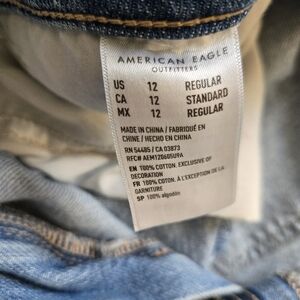 AMERICAN EAGLE
OUTFITTERS
US 12 REGULAR
CA 12 STANDARD
MX 12 REGULAR
MADE IN CHINA / FABRIQUÉ EN
CHINE / HECHO EN CHINA
RN 54485 / CA 03873
RFC# AEM120605U9A
EN 100% COTTON. EXCLUSIVE OF
DECORATION
FR 100% COTON. À L'EXCEPTION DE LA
GARNITURE
SP 100% algodón